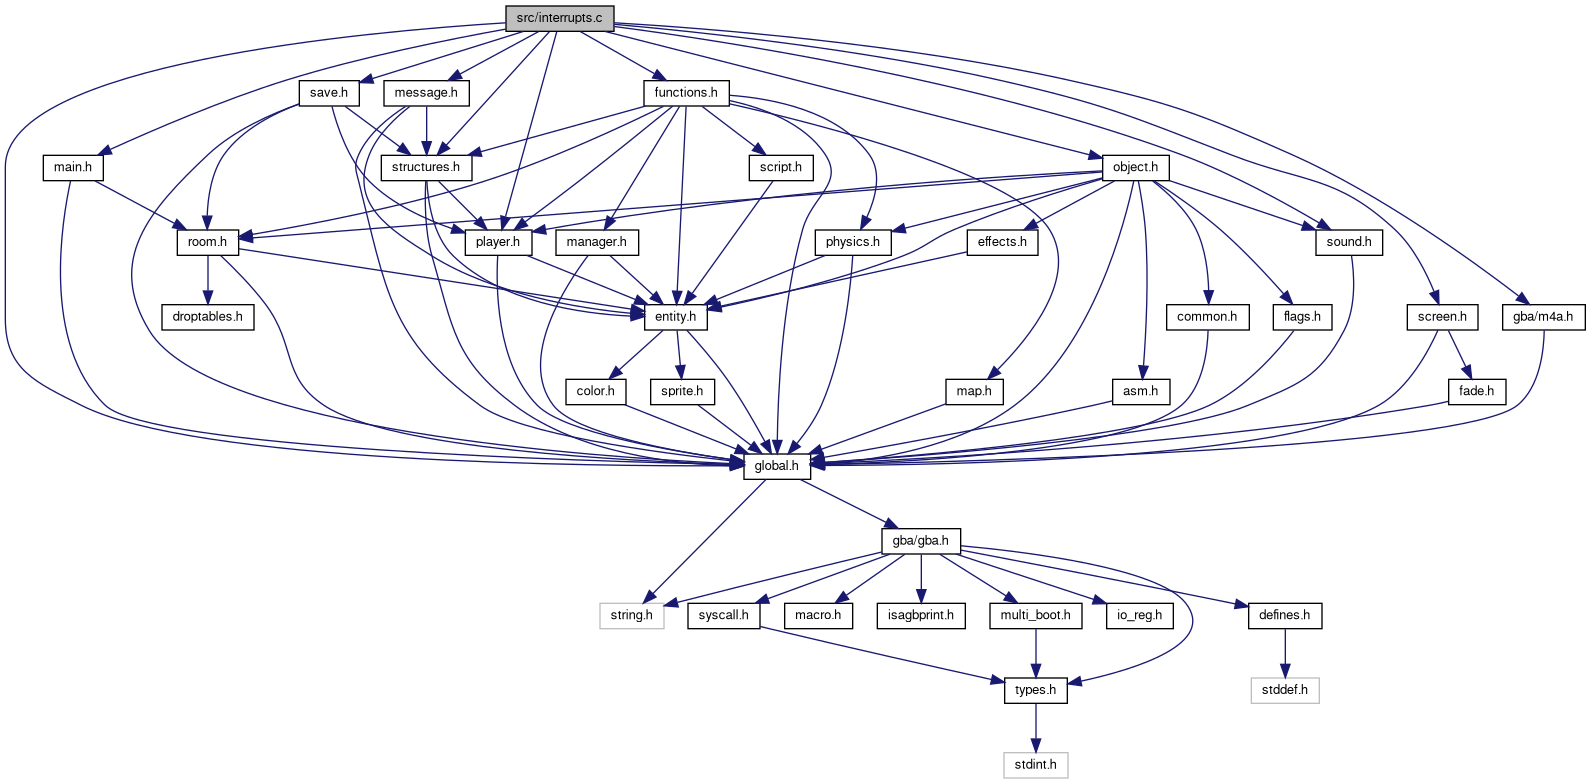 src/interrupts.c
save.h
message.h
functions.h
main.h
structures.h
script.h
object.h
room.h
player.h
manager.h
physics.h
effects.h
sound.h
droptables.h
entity.h
common.h
flags.h
screen.h
gba/m4a.h
color.h
sprite.h
map.h
asm.h
fade.h
global.h
gba/gba.h
string.h
syscall.h
macro.h
isagbprint.h
multi_boot.h
io_reg.h
defines.h
types.h
stddef.h
stdint.h